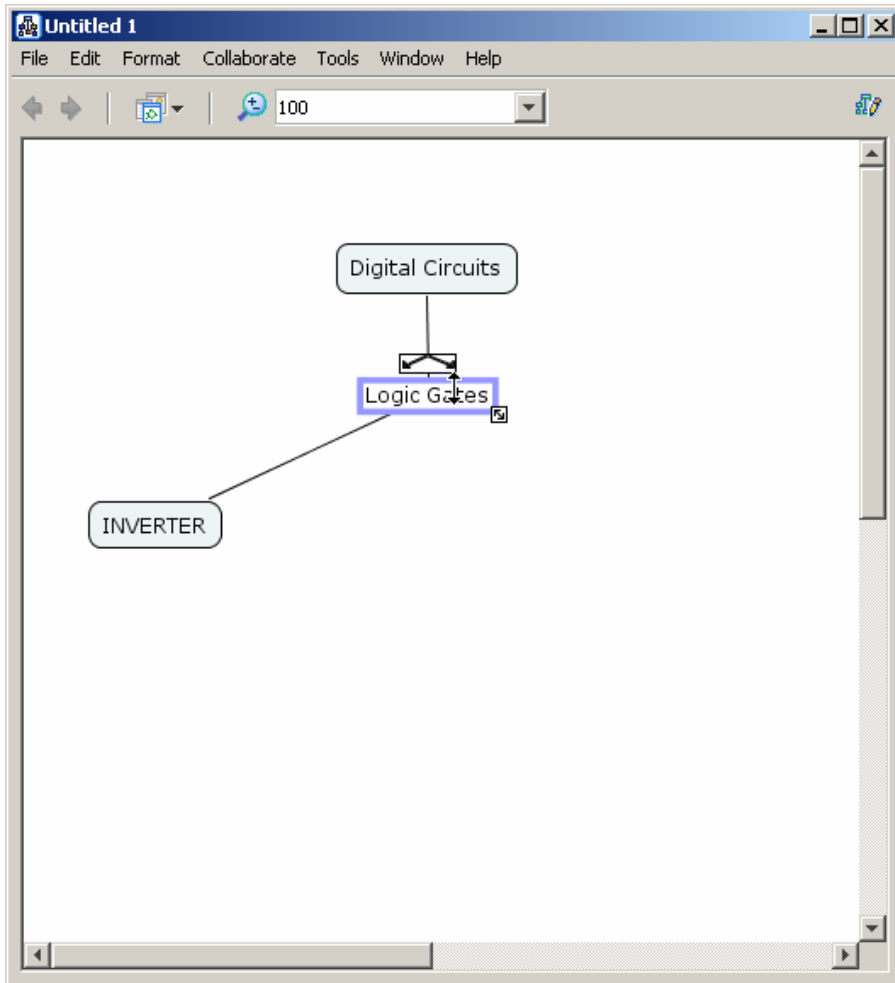 Untitled 1
File Edit Format Collaborate Tools Window Help
100
Digital Circuits
Logic Gates
INVERTER